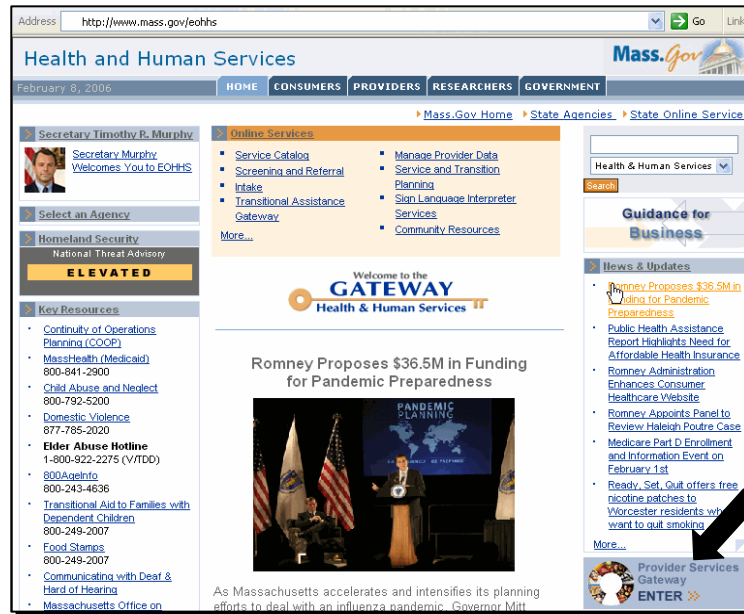 Address http://www.mass.gov/eohhs Go Link
Health and Human Services
Mass.Gov
February 8, 2006
HOME CONSUMERS PROVIDERS RESEARCHERS GOVERNMENT
Mass.Gov Home State Agencies State Online Service
Secretary Timothy R. Murphy
Secretary Murphy
Welcomes You to EOHHS
Select an Agency
Homeland Security
National Threat Advisory
ELEVATED
Key Resources
Continuity of Operations
Planning (COOP)
MassHealth (Medicaid)
800-841-2900
Child Abuse and Neglect
800-792-5200
Domestic Violence
877-785-2020
Elder Abuse Hotline
1-800-922-2275 (V/TDD)
800AgeInfo
800-243-4636
Transitional Aid to Families with
Dependent Children
800-249-2007
Food Stamps
800-249-2007
Communicating with Deaf &
Hard of Hearing
Massachusetts Office on
Online Services
Service Catalog
Screening and Referral
Intake
Transitional Assistance
Gateway
More...
Manage Provider Data
Service and Transition
Planning
Sign Language Interpreter
Services
Community Resources
Welcome to the
GATEWAY
Health & Human Services
Romney Proposes $36.5M in Funding
for Pandemic Preparedness
PANDEMIC
PLANNING
As Massachusetts accelerates and intensifies its planning
efforts to deal with an influenza pandemic, Governor Mitt
Health & Human Services
Search
Guidance for
Business
News & Updates
Romney Proposes $36.5M in
Funding for Pandemic
Preparedness
Public Health Assistance
Report Highlights Need for
Affordable Health Insurance
Romney Administration
Enhances Consumer
Healthcare Website
Romney Appoints Panel to
Review Haleigh Poutre Case
Medicare Part D Enrollment
and Information Event on
February 1st
Ready, Set, Quit offers free
nicotine patches to
Worcester residents wh
want to quit smoking
More...
Provider Services
Gateway
ENTER